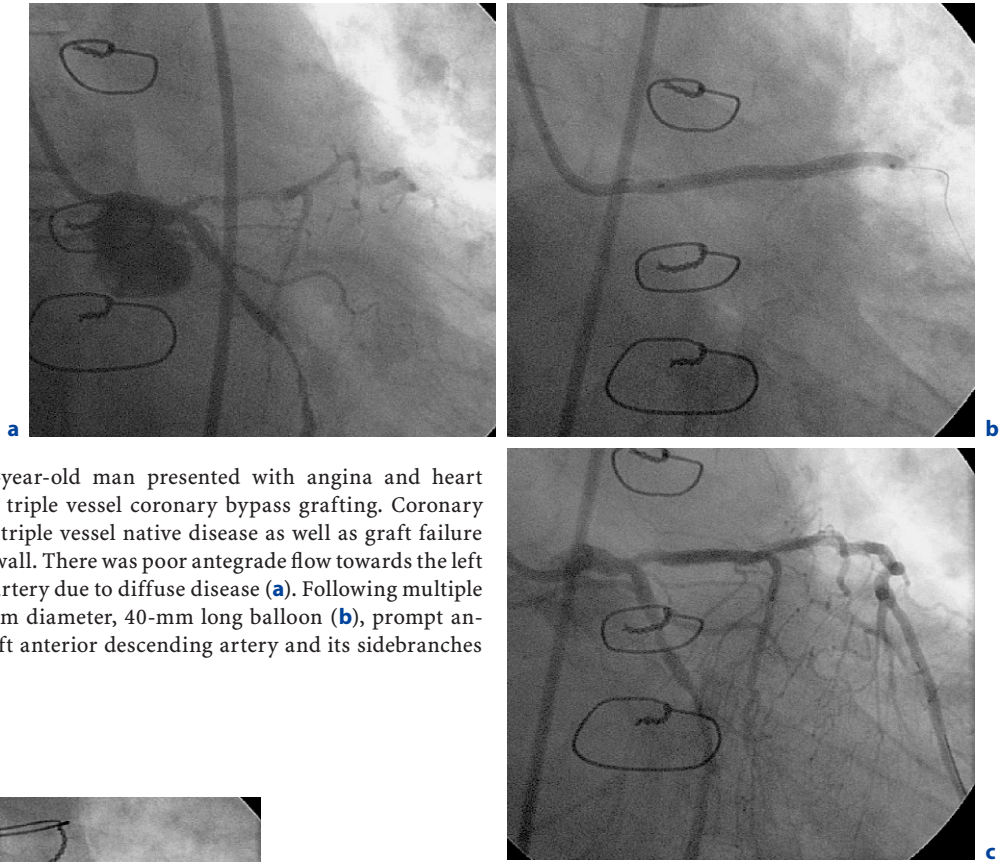 a
b
-year-old man presented with angina and heart
triple vessel coronary bypass grafting. Coronary
triple vessel native disease as well as graft failure
wall. There was poor antegrade flow towards the left
artery due to diffuse disease (a). Following multiple
m diameter, 40-mm long balloon (b), prompt an-
ft anterior descending artery and its sidebranches
c